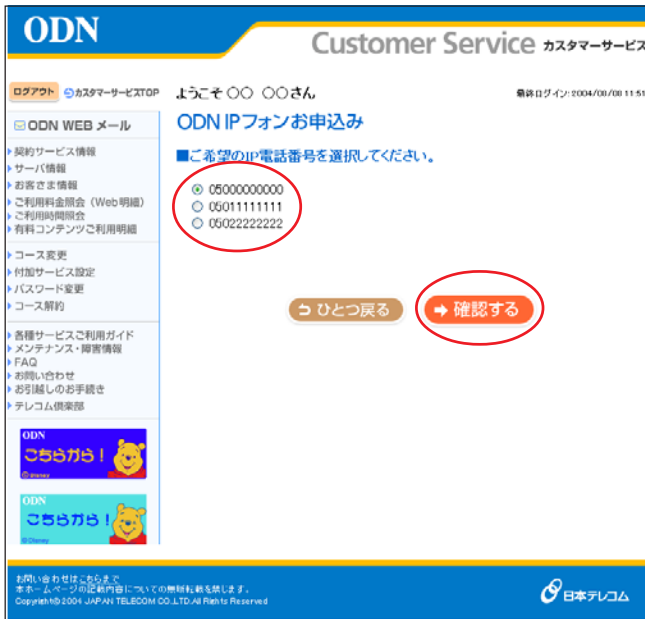 ODN
Customer Service カスタマーサービス
ログアウト カスタマーサービスTOP
ようこそ○○ ○○さん
最終ログイン:2004/00/00 11:51
ODN WEB メール
契約サービス情報
サーバ情報
お客さま情報
ご利用料金照会（Web明細）
ご利用時間照会
有料コンテンツご利用明細
コース変更
付加サービス設定
パスワード変更
コース解約
各種サービスご利用ガイド
メンテナンス・障害情報
FAQ
お問い合わせ
お引越しのお手続き
テレコム倶楽部
ODN
こちらから！
©Disney
ODN
こちらから！
©Disney
ODN IPフォンお申込み
■ご希望のIP電話番号を選択してください。
05000000000
05011111111
05022222222
ひとつ戻る
確認する
お問い合わせはこちらまで
本ホームページの記載内容についての無断転載を禁じます。
Copyright© 2004 JAPAN TELECOM CO.,LTD.All Rights Reserved
日本テレコム